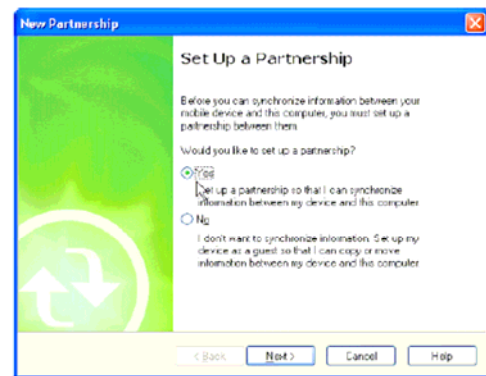 New Partnership
Set Up a Partnership
Before you can synchronize information between your
mobile device and this computer, you must set up a
partnership between them
Would you like to set up a partnership?
Yes
Set up a partnership so that I can synchronize
information between my device and this computer
No
I don't want to synchronize information. Set up my
device as a guest so that I can copy or move
information between my device and this computer
< Back
Next >
Cancel
Help